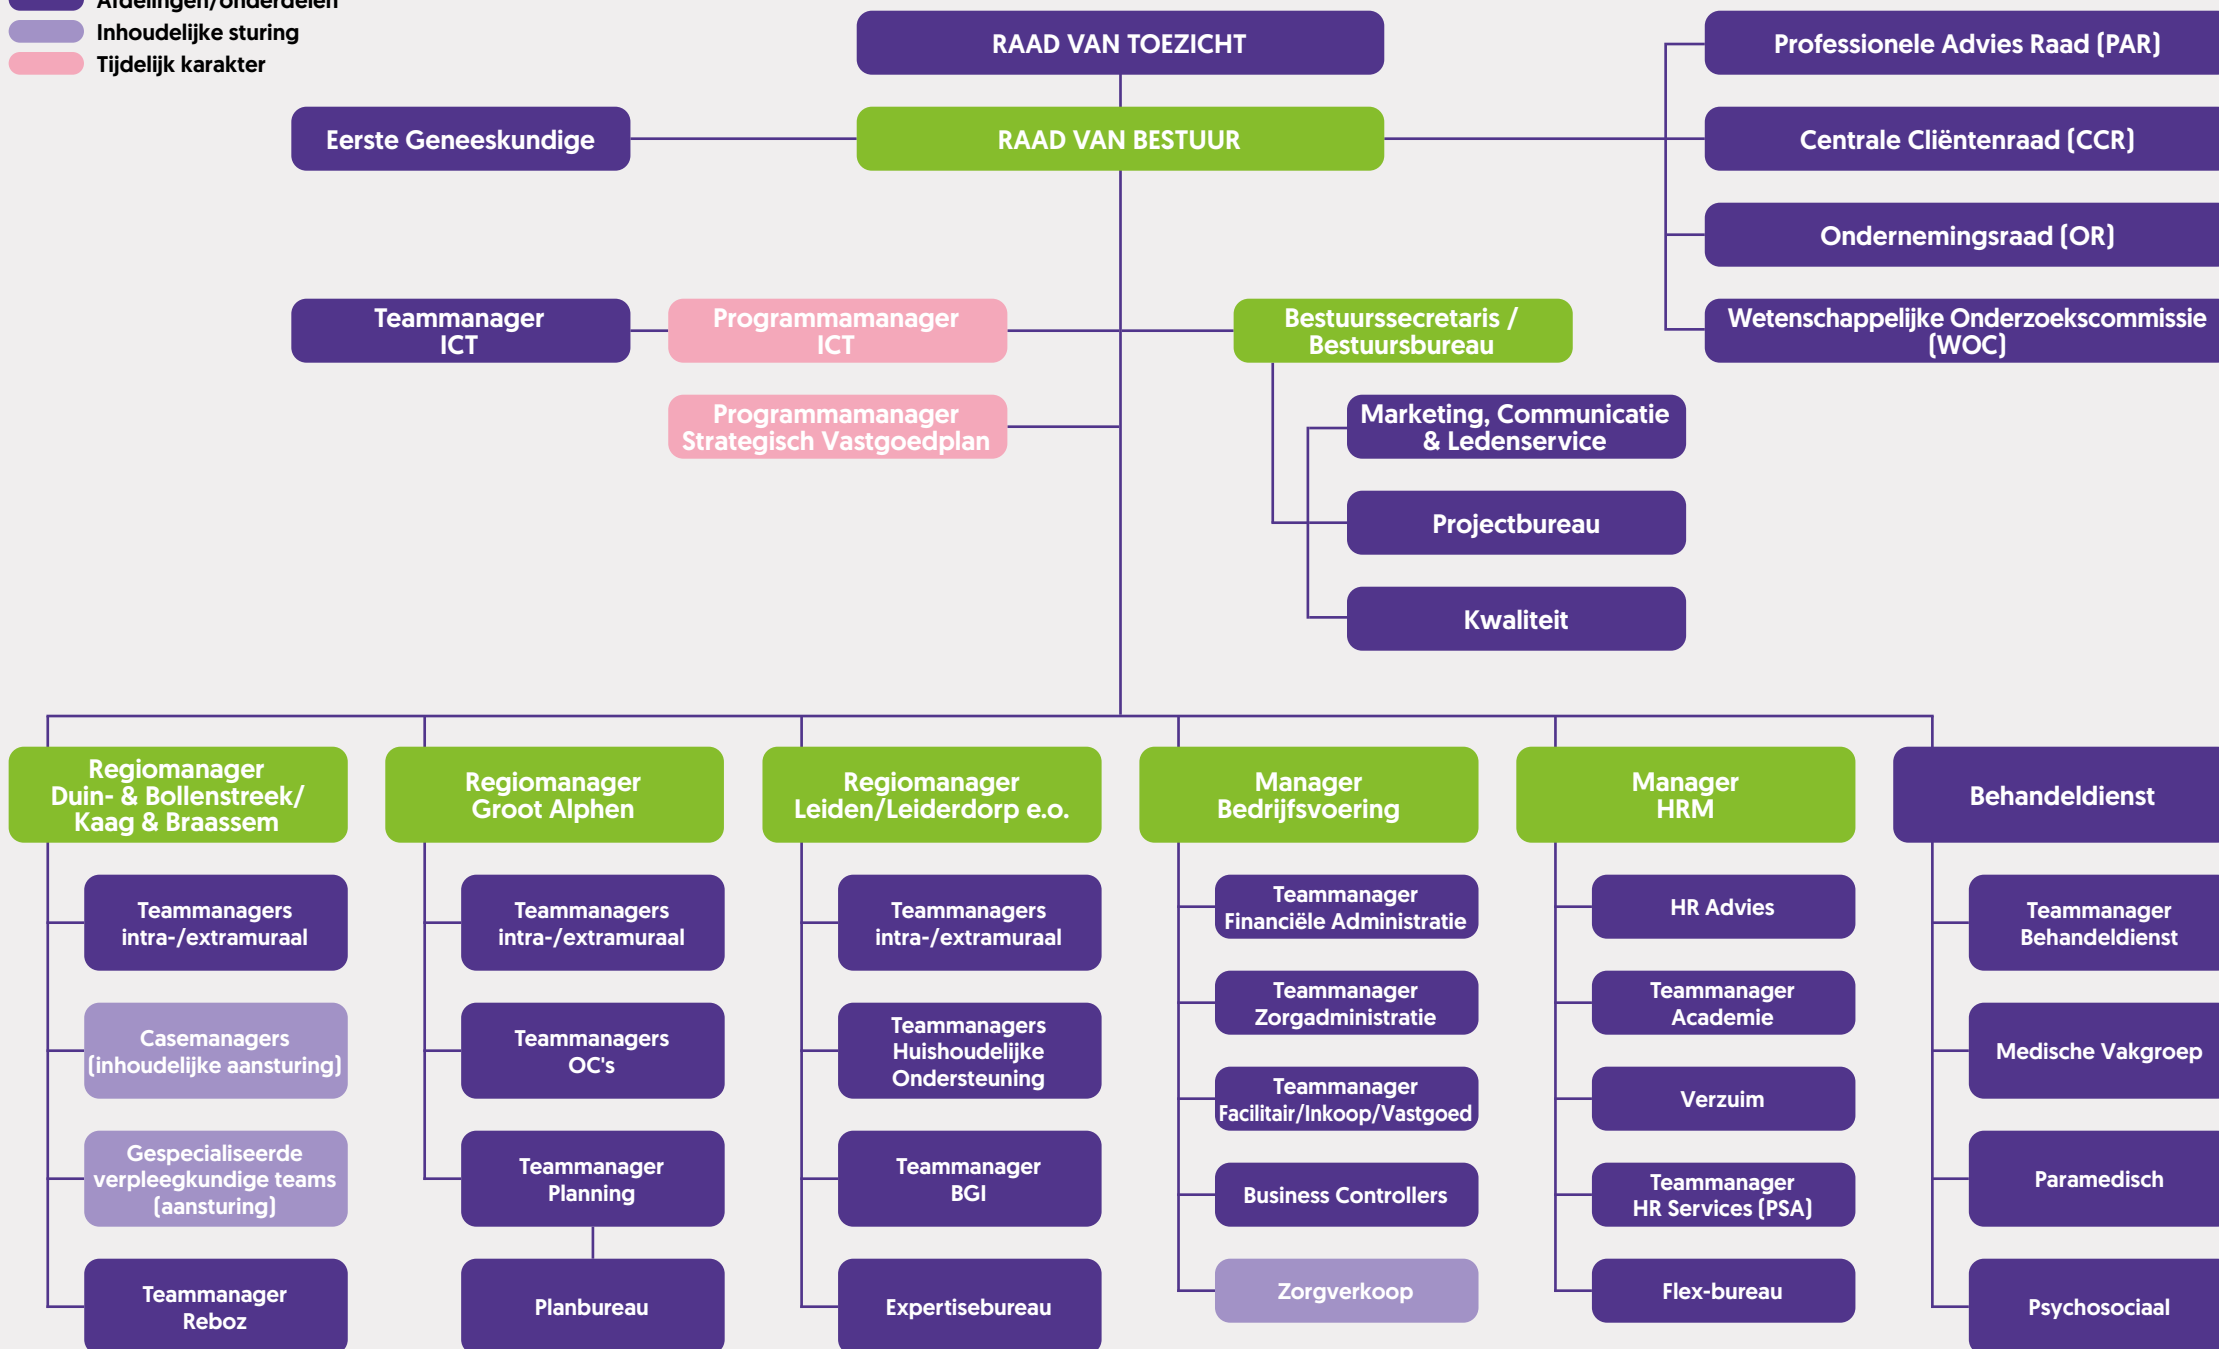 Afdelingen/onderdelen
Inhoudelijke sturing
Tijdelijk karakter
RAAD VAN TOEZICHT
Professionele Advies Raad (PAR)
Eerste Geneeskundige
RAAD VAN BESTUUR
Centrale Cliëntenraad (CCR)
Ondernemingsraad (OR)
Teammanager
ICT
Programmamanager
ICT
Bestuurssecretaris /
Bestuursbureau
Wetenschappelijke Onderzoekscommissie
(WOC)
Programmamanager
Strategisch Vastgoedplan
Marketing, Communicatie
& Ledenservice
Projectbureau
Kwaliteit
Regiomanager
Duin- & Bollenstreek/
Kaag & Braassem
Regiomanager
Groot Alphen
Regiomanager
Leiden/Leiderdorp e.o.
Manager
Bedrijfsvoering
Manager
HRM
Behandeldienst
Teammanagers
intra-/extramuraal
Casemanagers
(inhoudelijke aansturing)
Gespecialiseerde
verpleegkundige teams
(aansturing)
Teammanager
Reboz
Teammanagers
intra-/extramuraal
Teammanagers
OC's
Teammanager
Planning
Planbureau
Teammanagers
intra-/extramuraal
Teammanagers
Huishoudelijke
Ondersteuning
Teammanager
BGI
Expertisebureau
Teammanager
Financiële Administratie
Teammanager
Zorgadministratie
Teammanager
Facilitair/Inkoop/Vastgoed
Business Controllers
Zorgverkoop
HR Advies
Teammanager
Academie
Verzuim
Teammanager
HR Services (PSA)
Flex-bureau
Teammanager
Behandeldienst
Medische Vakgroep
Paramedisch
Psychosociaal